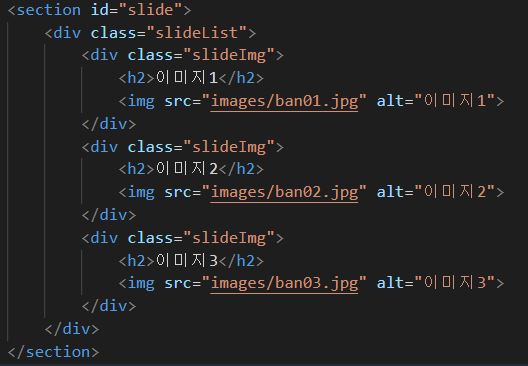 <section id="slide">
    <div class="slideList">
        <div class="slideImg">
            <h2>이미지1</h2>
            <img src="images/ban01.jpg" alt="이미지1">
        </div>
        <div class="slideImg">
            <h2>이미지2</h2>
            <img src="images/ban02.jpg" alt="이미지2">
        </div>
        <div class="slideImg">
            <h2>이미지3</h2>
            <img src="images/ban03.jpg" alt="이미지3">
        </div>
    </div>
</section>